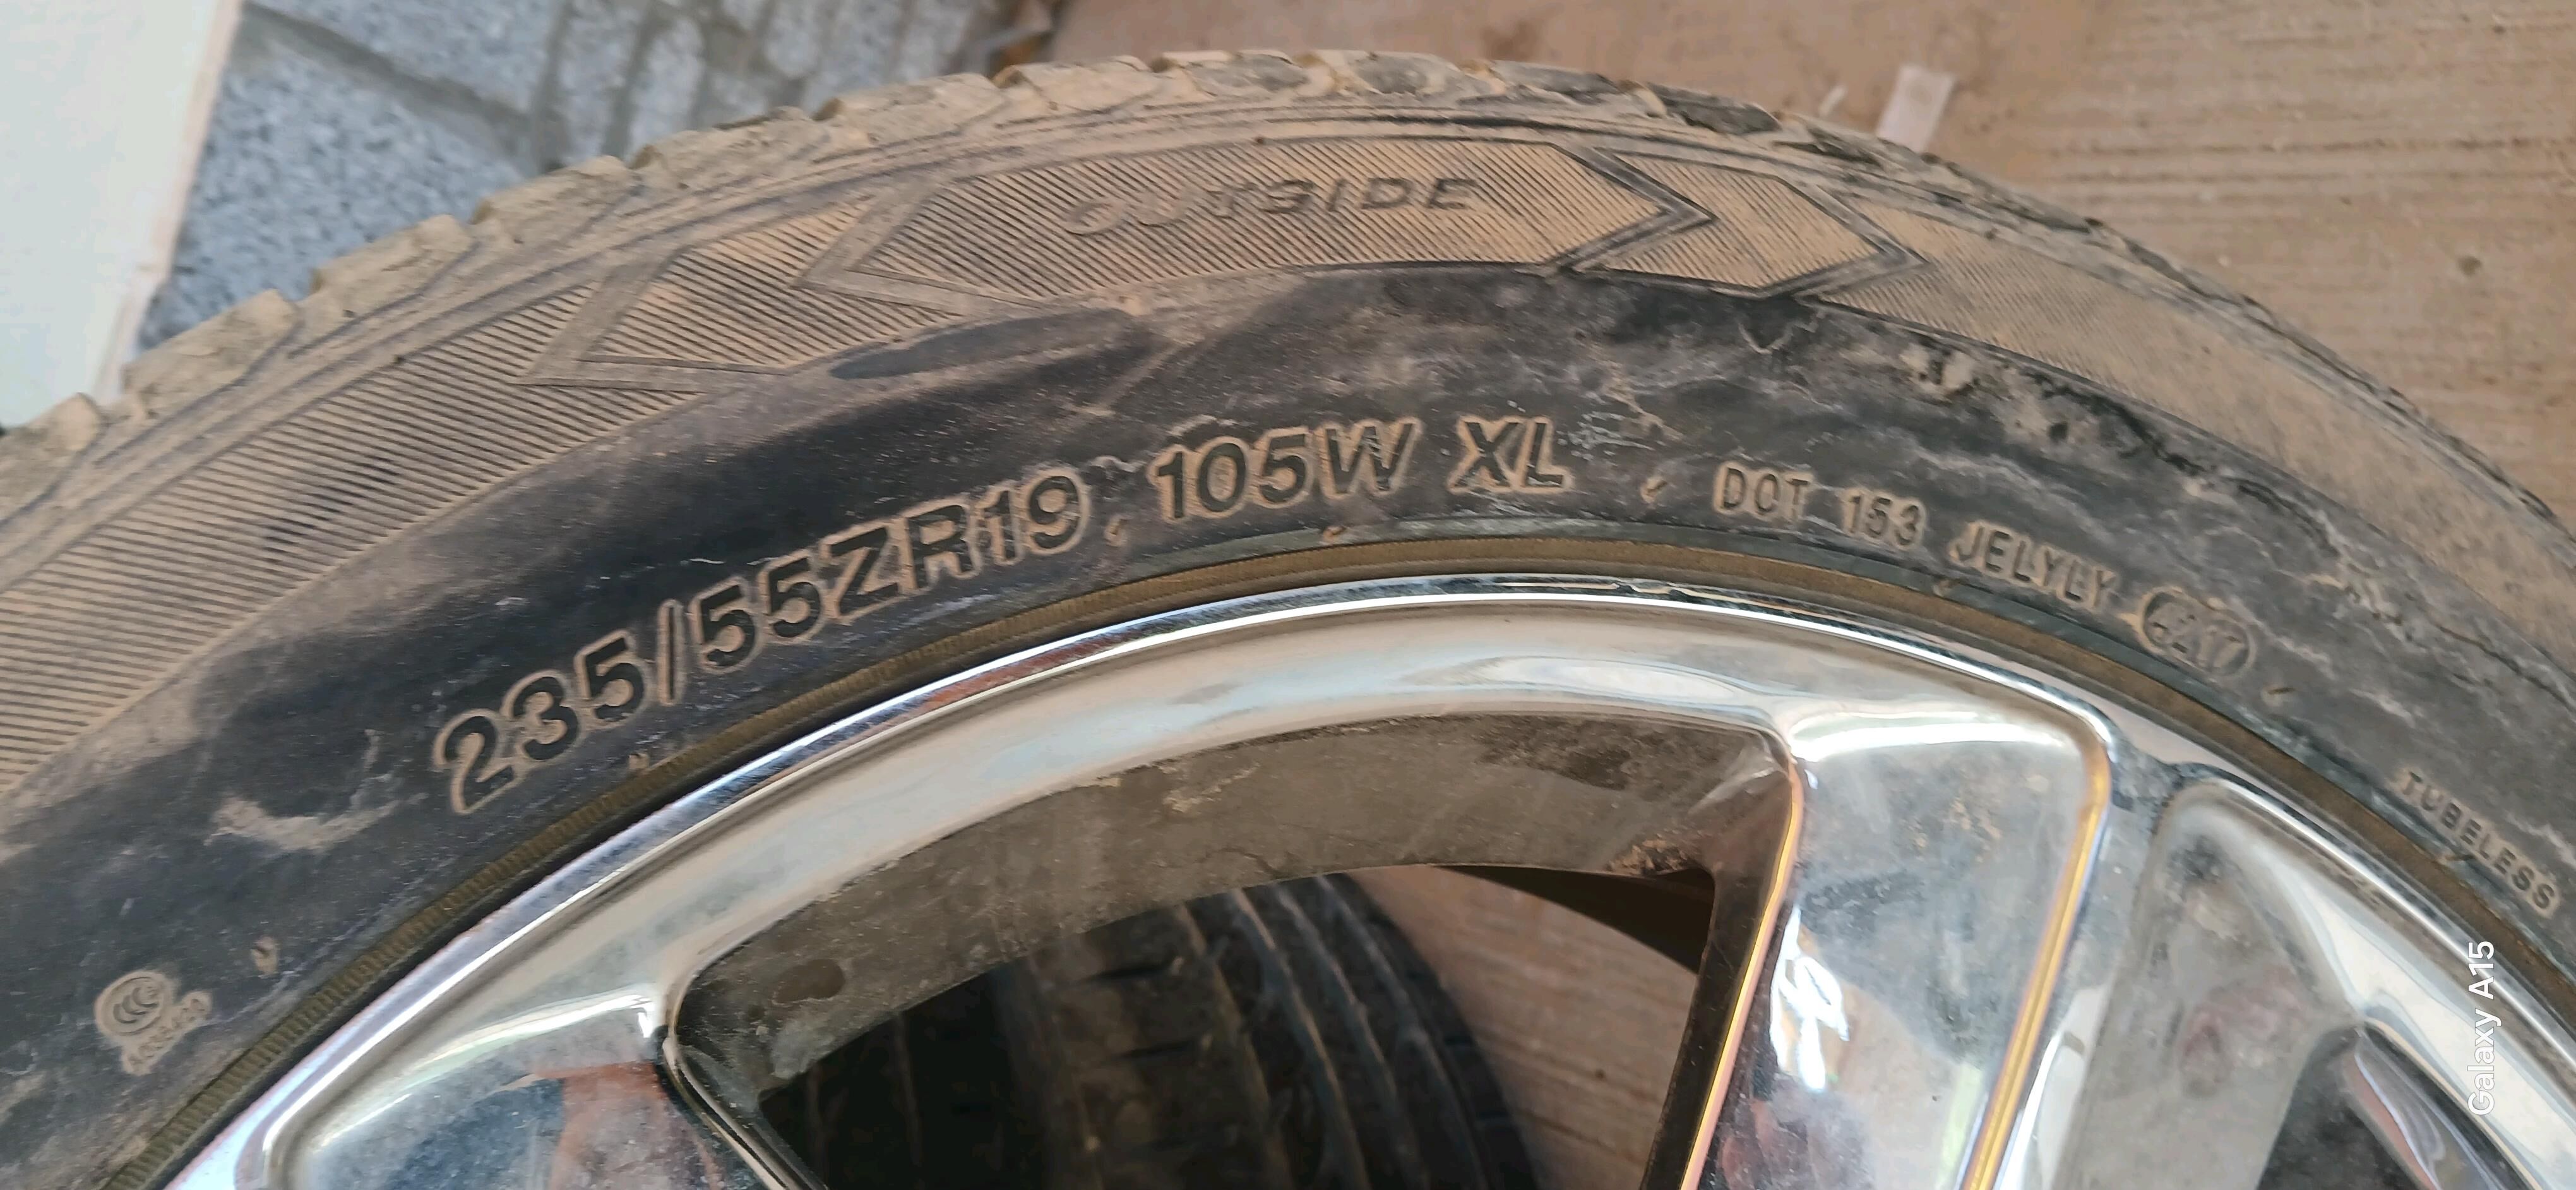 OUTSIDE
235/55ZR19 105W XL
DOT 153 JELYLY
TUBELESS
Galaxy A15